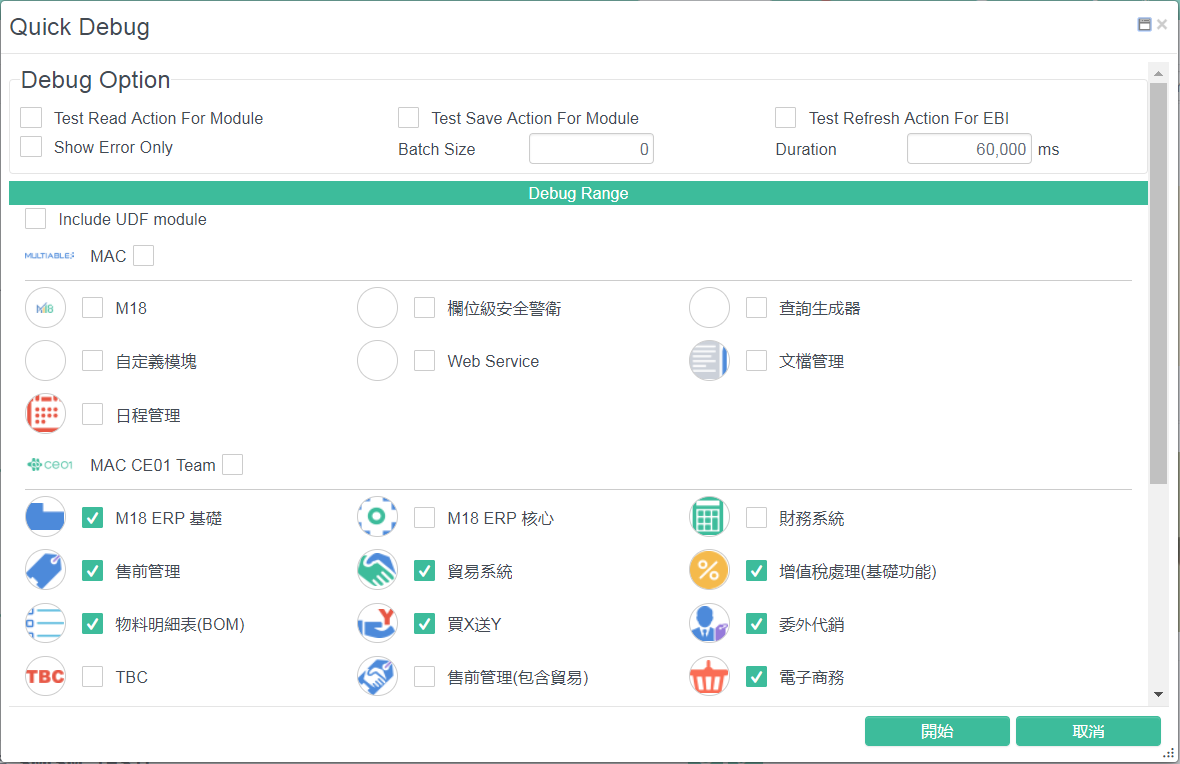 Quick Debug
Debug Option
Test Read Action For Module
Test Save Action For Module
Test Refresh Action For EBI
Show Error Only
Batch Size
0
Duration
60,000
ms
Debug Range
Include UDF module
MULTIABLE
MAC
M18
M18
欄位級安全警衛
查詢生成器
自定義模塊
Web Service
文檔管理
日程管理
CEO1
MAC CE01 Team
M18 ERP 基礎
M18 ERP 核心
財務系統
售前管理
貿易系統
%
增值稅處理(基礎功能)
物料明細表(BOM)
Y
買X送Y
委外代銷
TBC
TBC
售前管理(包含貿易)
電子商務
開始
取消